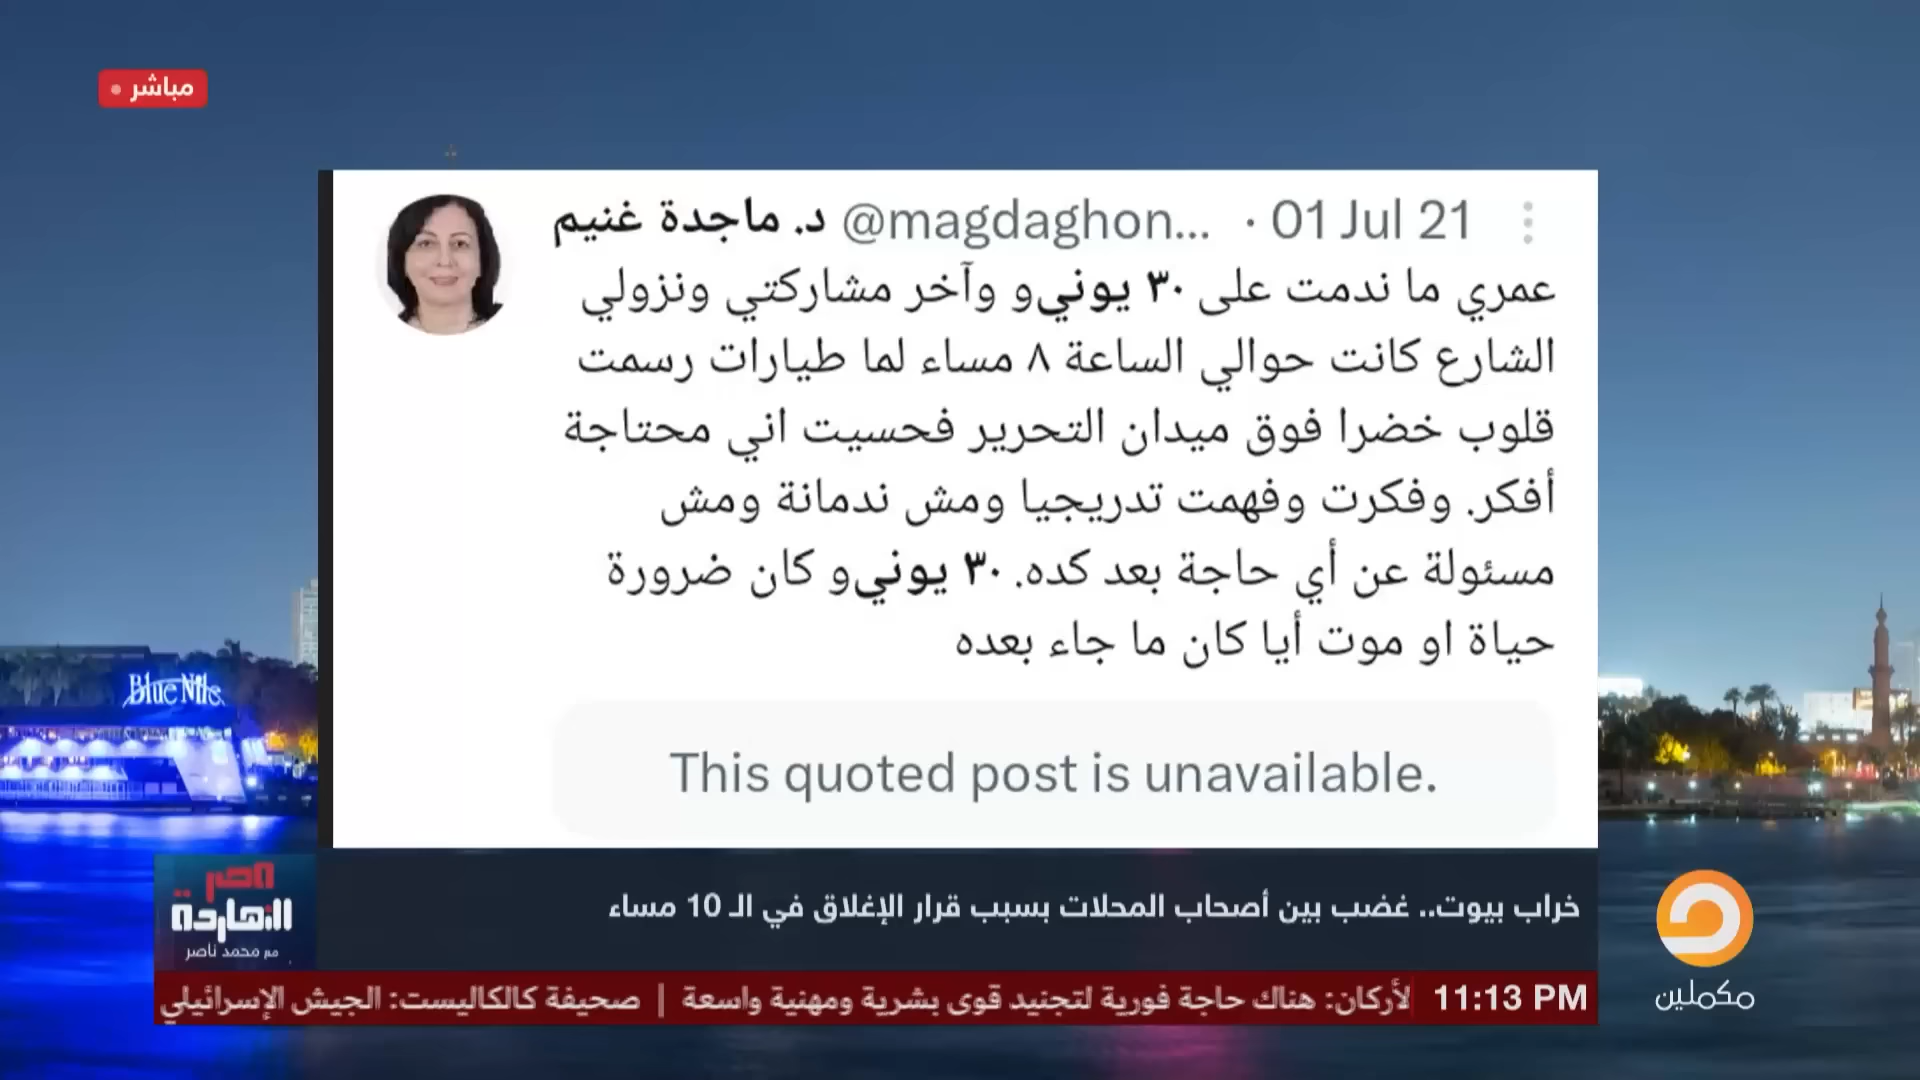 مباشر
د. ماجدة غنيم @magdaghon... · 01 Jul 21
عمري ما ندمت على ٣٠ يونيو وآخر مشاركتي ونزولي
الشارع كانت حوالي الساعة ٨ مساء لما طيارات رسمت
قلوب خضرا فوق ميدان التحرير فحسيت اني محتاجة
أفكر. وفكرت وفهمت تدريجيا ومش ندمانة ومش
مسئولة عن أي حاجة بعد كده. ٣٠ يونيو كان ضرورة
حياة او موت أيا كان ما جاء بعده
This quoted post is unavailable.
Blue Nile
خراب بيوت.. غضب بين أصحاب المحلات بسبب قرار الإغلاق في الـ 10 مساء
مصر
النهاردة
مع محمد ناصر
مكملين
11:13 PM
لأركان: هناك حاجة فورية لتجنيد قوى بشرية ومهنية واسعة | صحيفة كالكاليست: الجيش الإسرائيلي